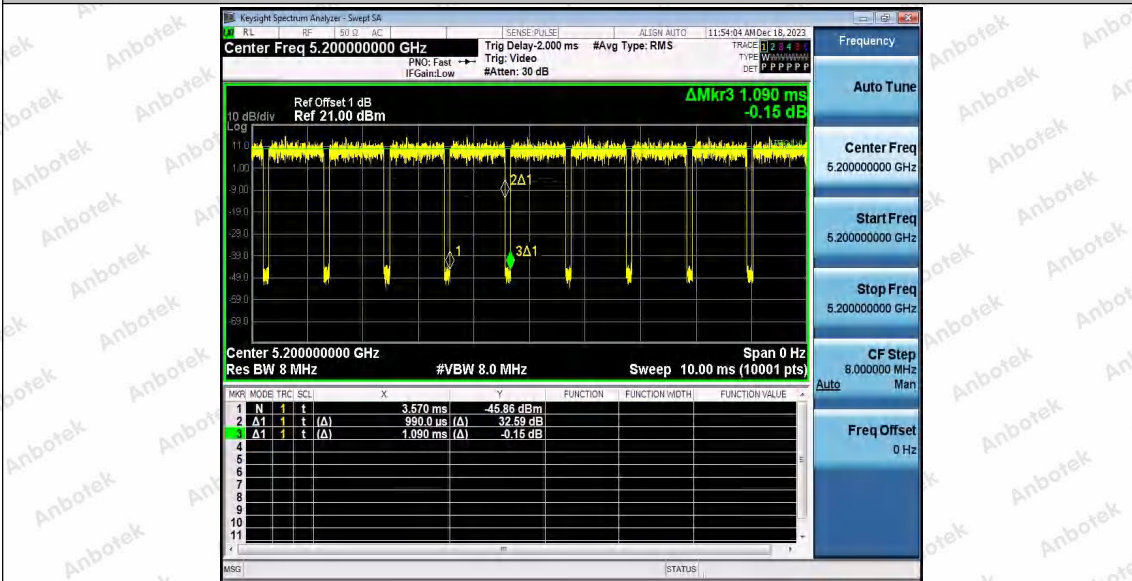 Keysight Spectrum Analyzer - Swept SA
RL RF 50 Ω AC SENSE:PULSE ALIGN AUTO 11:54:04 AM Dec 18, 2023
Center Freq 5.200000000 GHz
PNO: Fast
IFGain:Low
Trig Delay-2.000 ms
Trig: Video
#Atten: 30 dB
#Avg Type: RMS
TRACE 1 2 3 4 5 6
TYPE WWWWWW
DET P P P P P P
Ref Offset 1 dB
10 dB/div Ref 21.00 dBm
Log
ΔMkr3 1.090 ms
-0.15 dB
11.0
1.00
-9.00
-19.0
-29.0
-39.0
-49.0
-59.0
-69.0
2Δ1
1
3Δ1
Center 5.200000000 GHz Span 0 Hz
Res BW 8 MHz #VBW 8.0 MHz Sweep 10.00 ms (10001 pts)
MKR MODE TRC SCL X Y FUNCTION FUNCTION WIDTH FUNCTION VALUE
1 N 1 t 3.570 ms -45.86 dBm
2 Δ1 1 t (Δ) 990.0 µs (Δ) 32.59 dB
3 Δ1 1 t (Δ) 1.090 ms (Δ) -0.15 dB
4
5
6
7
8
9
10
11
MSG STATUS
Frequency
Auto Tune
Center Freq
5.200000000 GHz
Start Freq
5.200000000 GHz
Stop Freq
5.200000000 GHz
CF Step
8.000000 MHz
Auto Man
Freq Offset
0 Hz
Anbotek